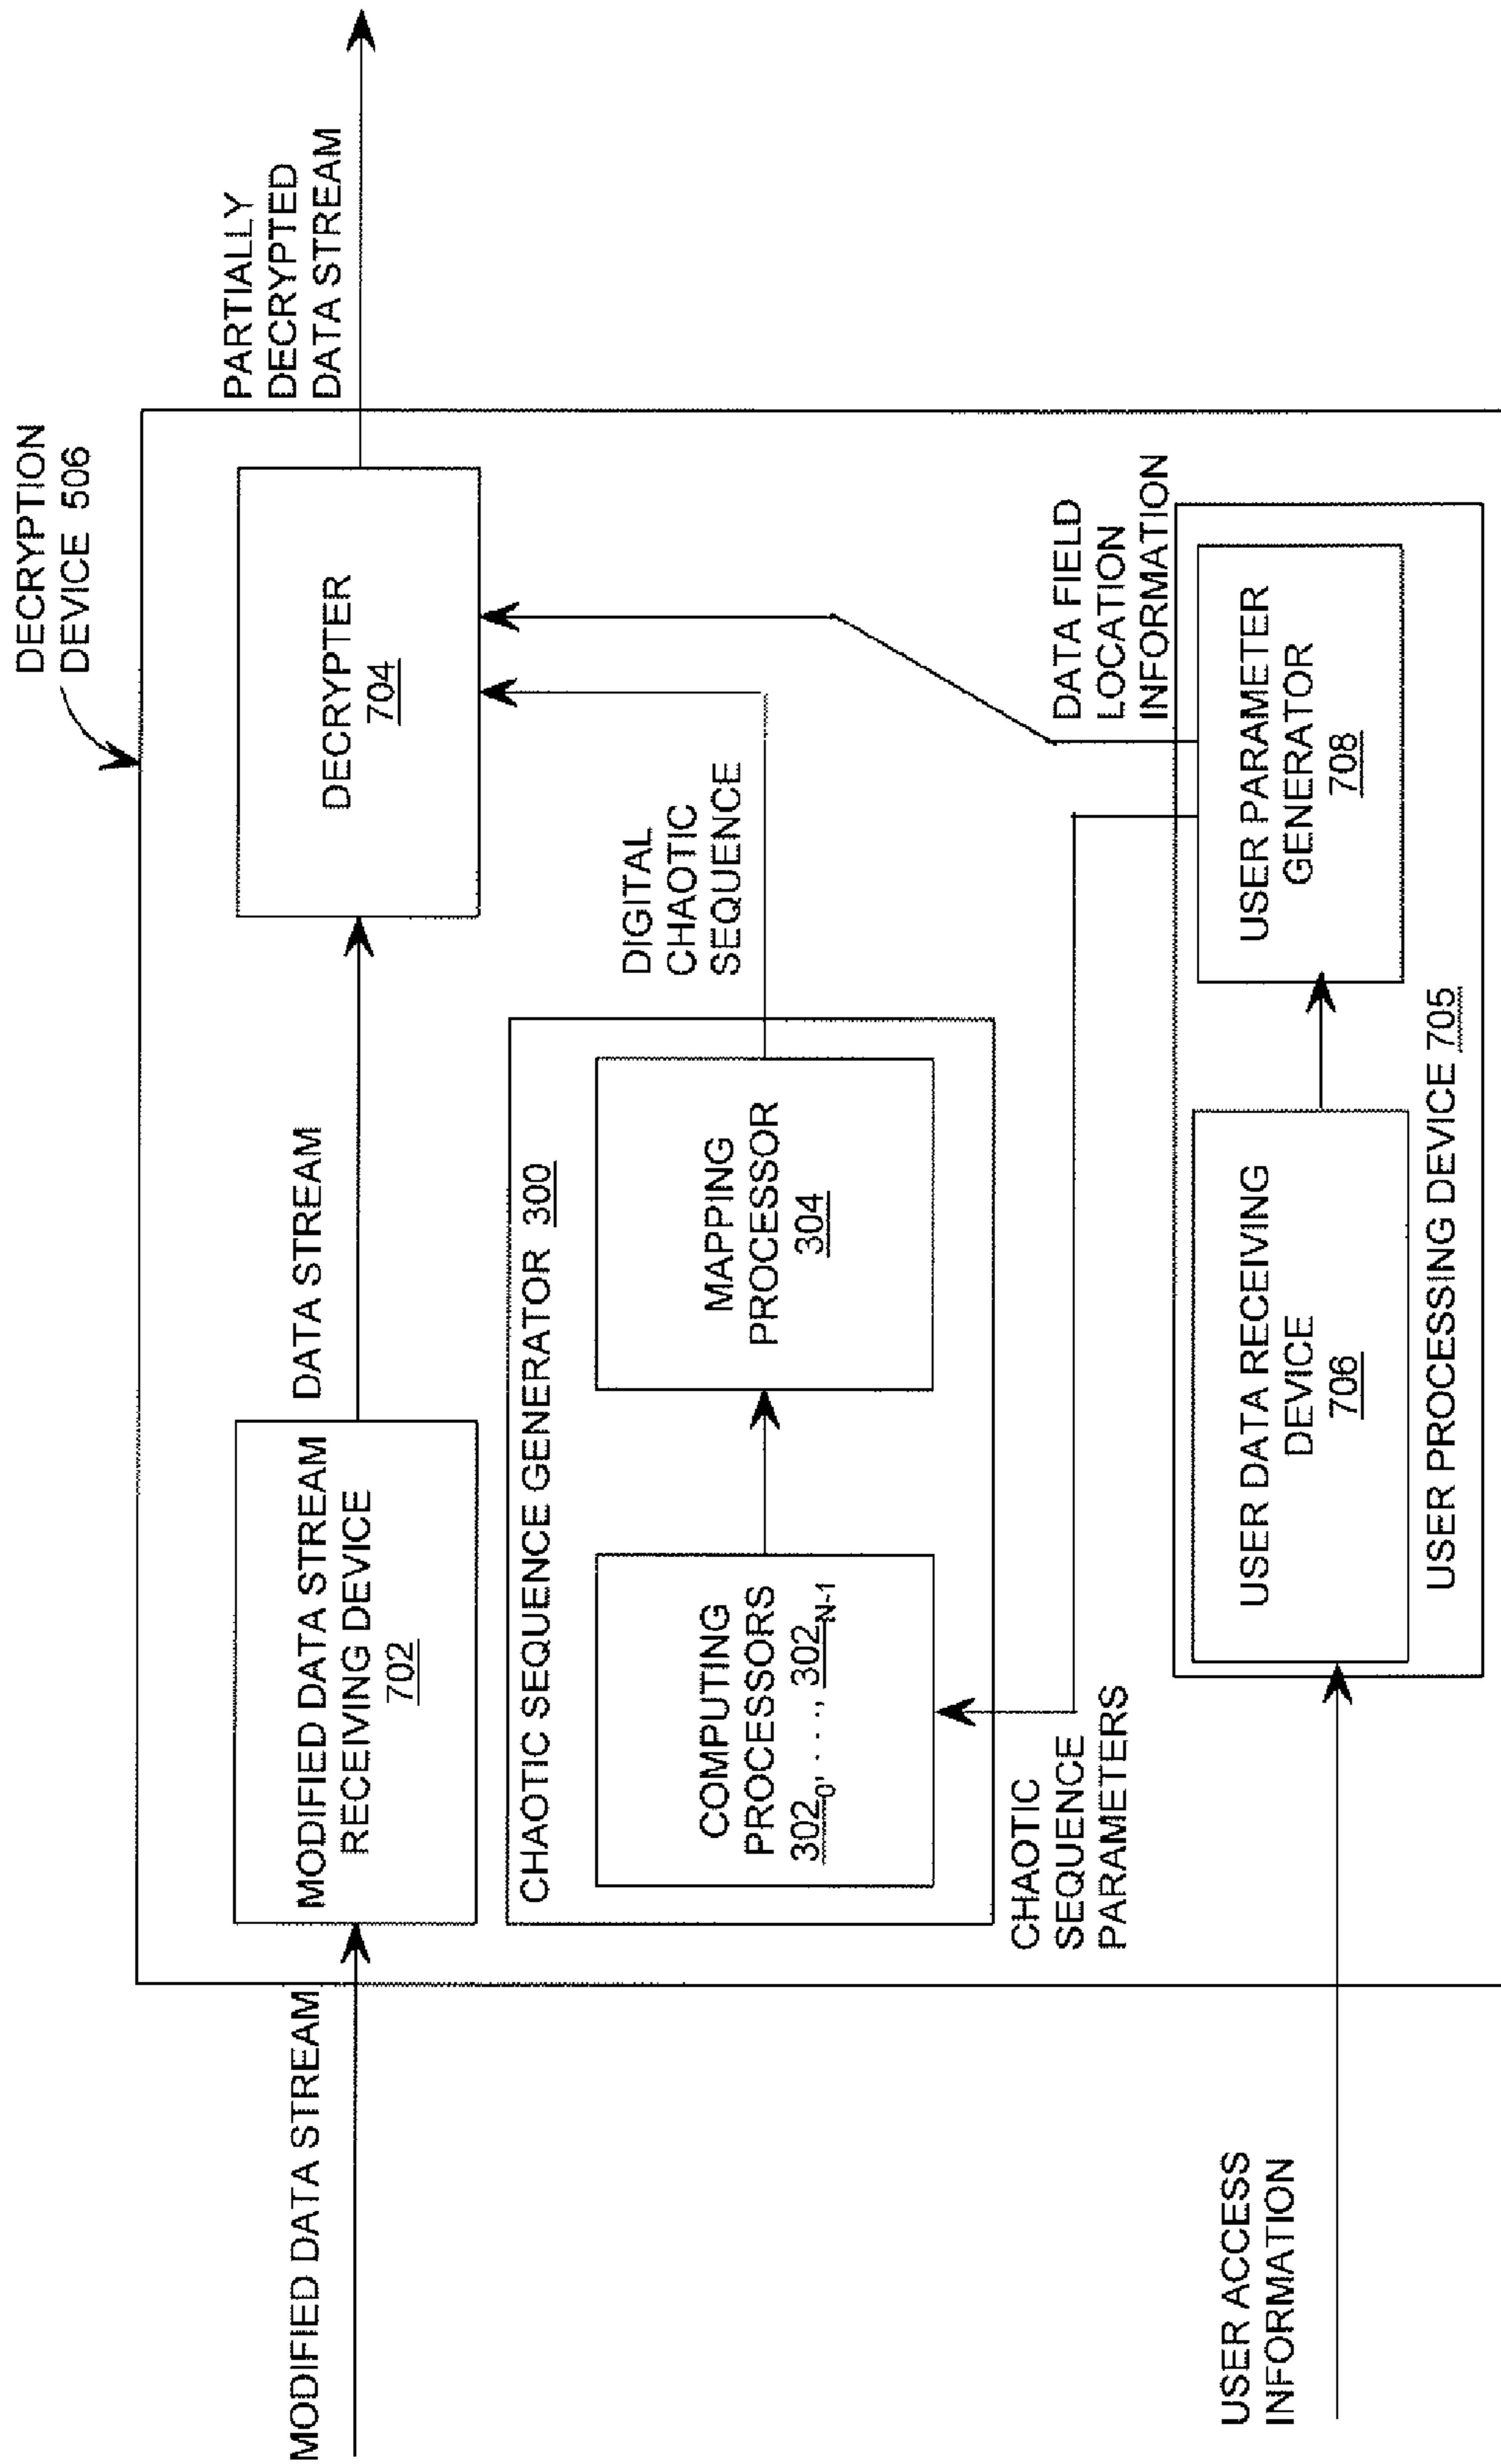 DECRYPTION
DEVICE 506
PARTIALLY
DECRYPTED
DATA STREAM
MODIFIED DATA STREAM
MODIFIED DATA STREAM
RECEIVING DEVICE
702
DATA STREAM
DECRYPTER
704
CHAOTIC SEQUENCE GENERATOR 300
COMPUTING
PROCESSORS
302₀, . . ., 302N-1
MAPPING
PROCESSOR
304
DIGITAL
CHAOTIC
SEQUENCE
CHAOTIC
SEQUENCE
PARAMETERS
DATA FIELD
LOCATION
INFORMATION
USER ACCESS
INFORMATION
USER DATA RECEIVING
DEVICE
706
USER PARAMETER
GENERATOR
708
USER PROCESSING DEVICE 705